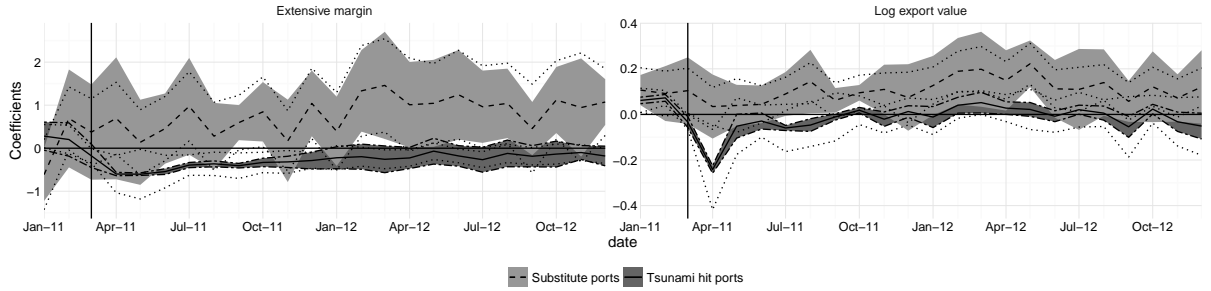 Extensive margin
Log export value
Coefficients
2
1
0
−1
0.4
0.2
0.0
−0.2
−0.4
Jan−11 Apr−11 Jul−11 Oct−11 Jan−12 Apr−12 Jul−12 Oct−12
Jan−11 Apr−11 Jul−11 Oct−11 Jan−12 Apr−12 Jul−12 Oct−12
date
Substitute ports Tsunami hit ports